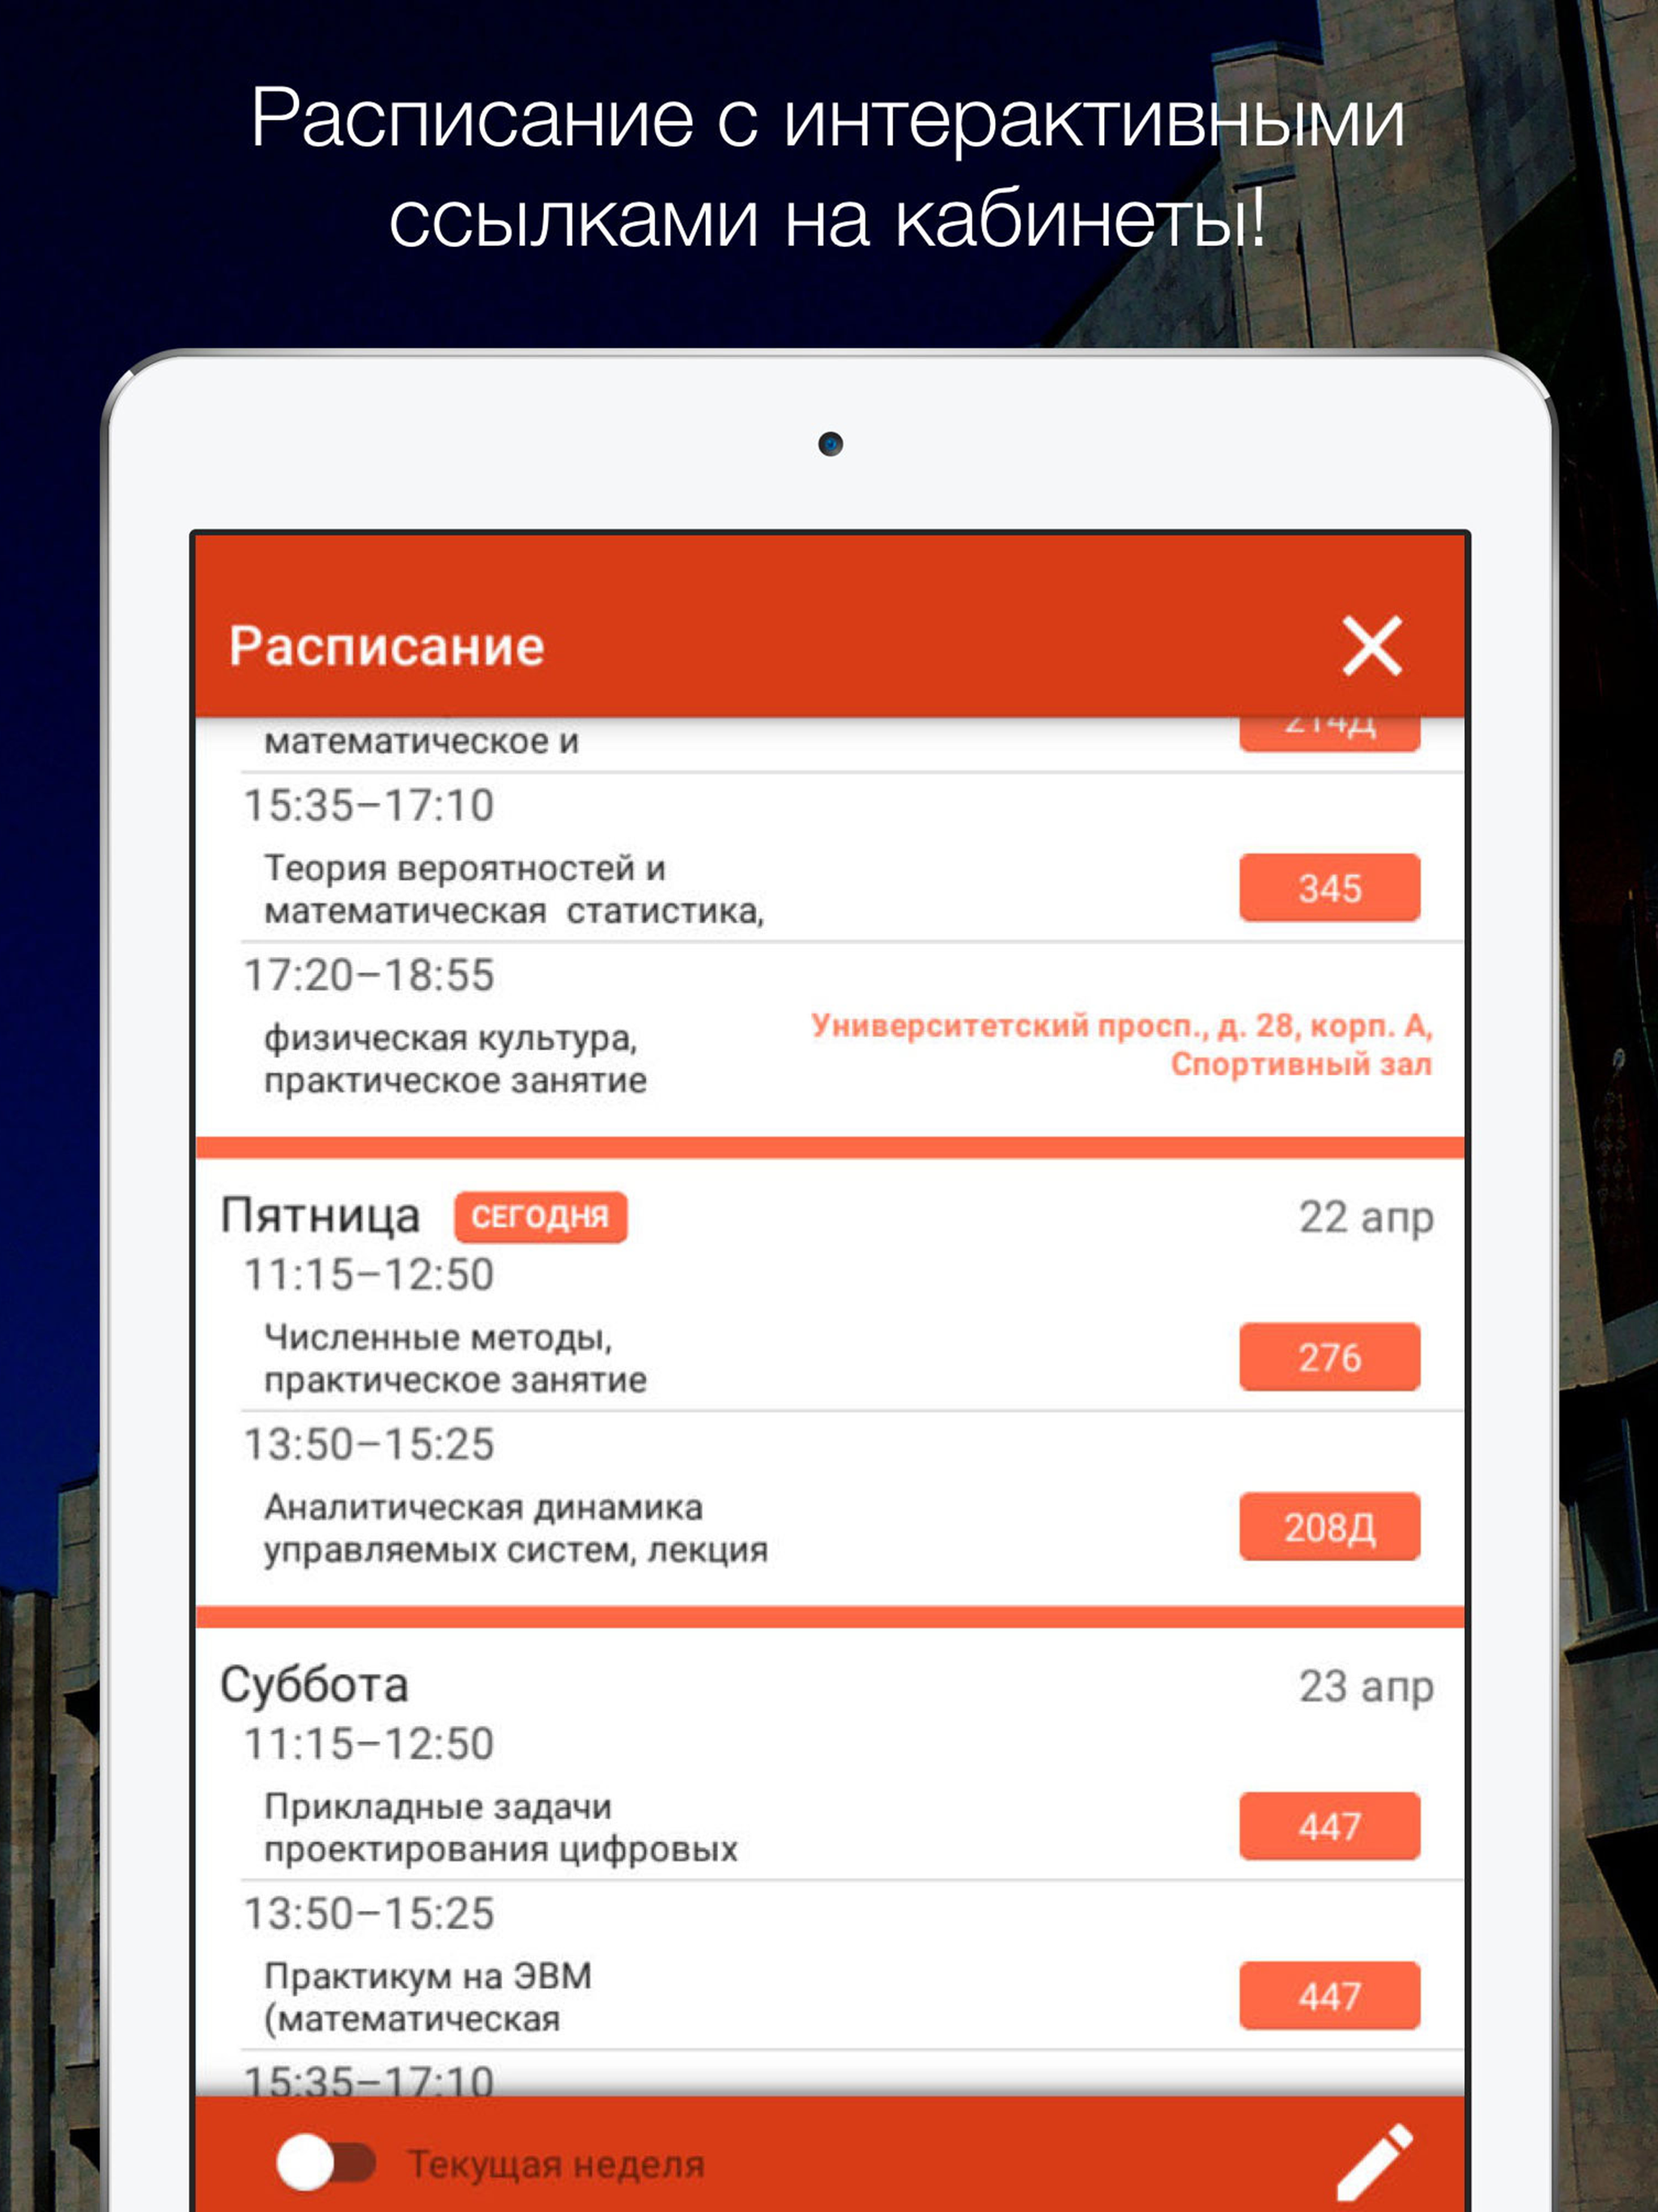 Расписание с интерактивными
ссылками на кабинеты!
Расписание
математическое и
214Д
15:35–17:10
Теория вероятностей и
математическая статистика,
345
17:20–18:55
физическая культура,
практическое занятие
Университетский просп., д. 28, корп. А,
Спортивный зал
Пятница СЕГОДНЯ 22 апр
11:15–12:50
Численные методы,
практическое занятие
276
13:50–15:25
Аналитическая динамика
управляемых систем, лекция
208Д
Суббота 23 апр
11:15–12:50
Прикладные задачи
проектирования цифровых
447
13:50–15:25
Практикум на ЭВМ
(математическая
447
15:35–17:10
Текущая неделя